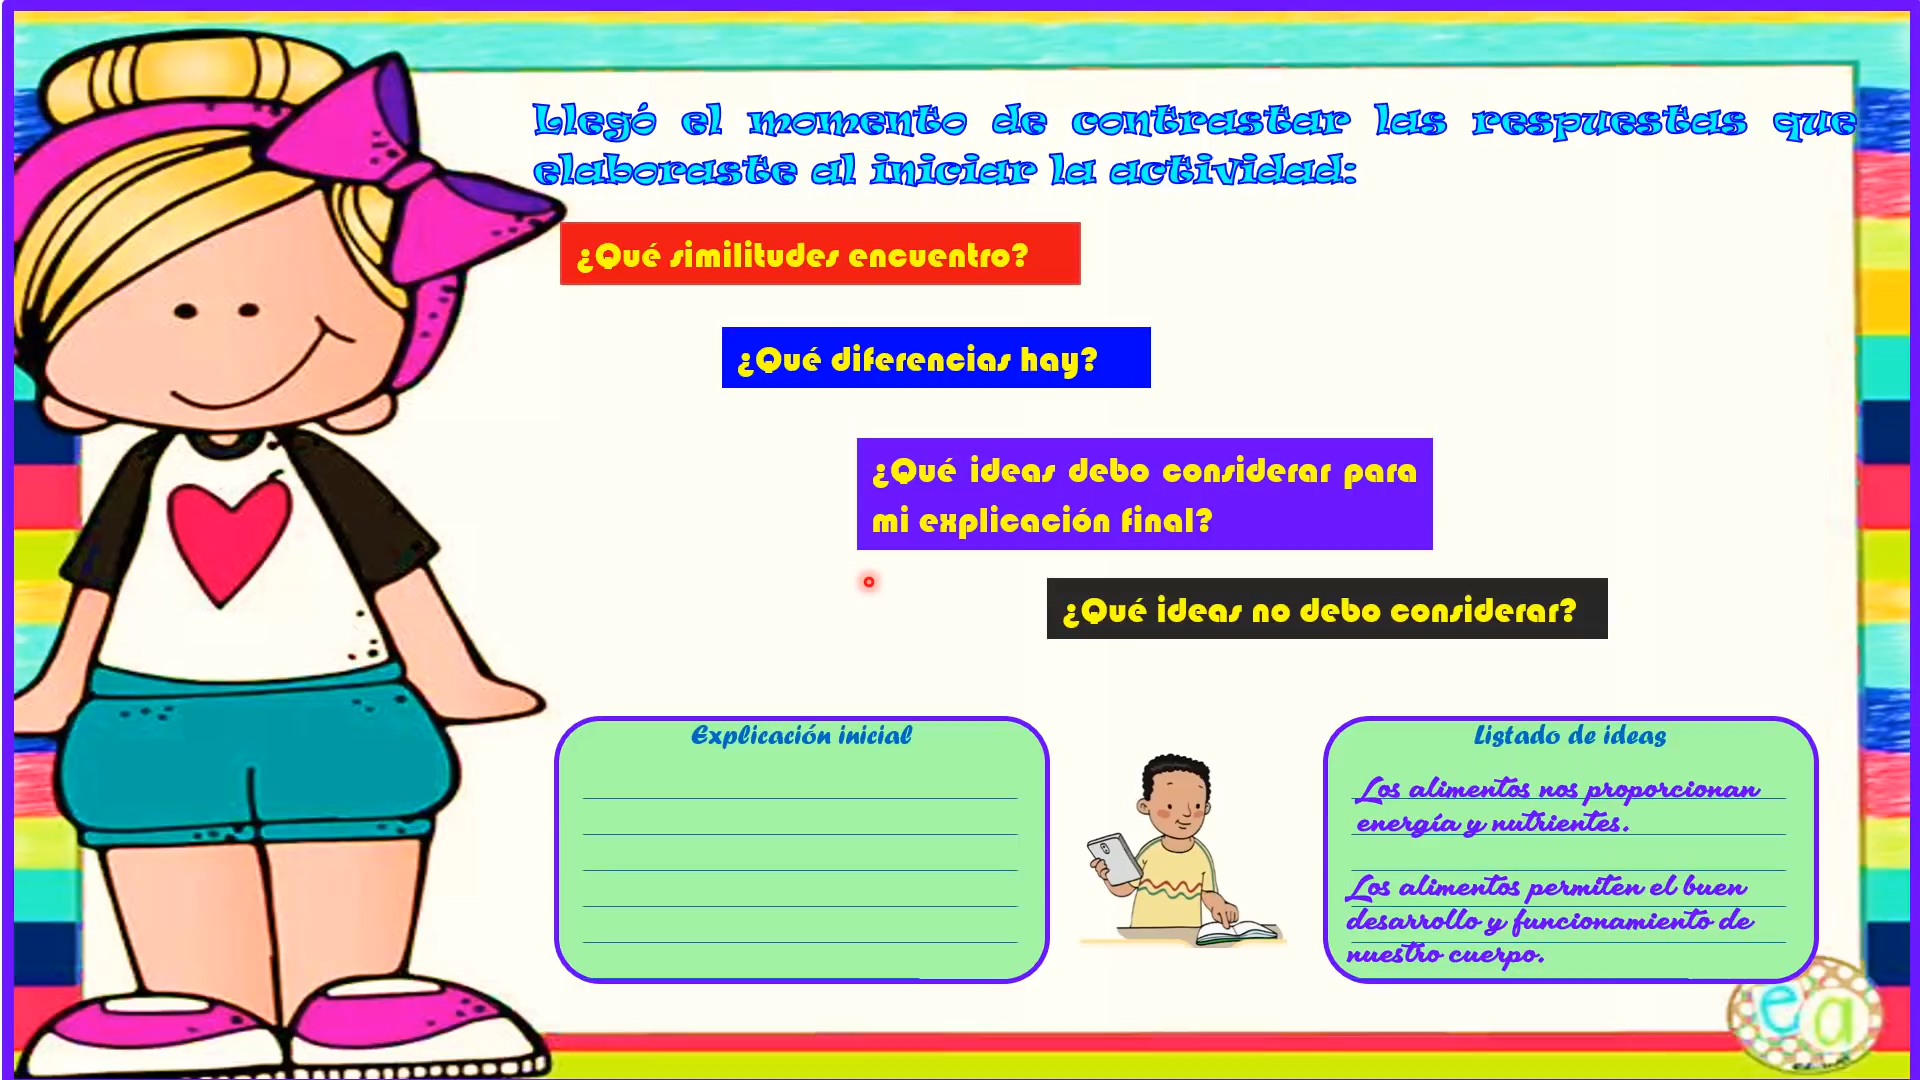 Llegó el momento de contrastar las respuestas que
elaboraste al iniciar la actividad:
¿Qué similitudes encuentro?
¿Qué diferencias hay?
¿Qué ideas debo considerar para
mi explicación final?
¿Qué ideas no debo considerar?
Explicación inicial
Listado de ideas
Los alimentos nos proporcionan
energía y nutrientes.
Los alimentos permiten el buen
desarrollo y funcionamiento de
nuestro cuerpo.
ea